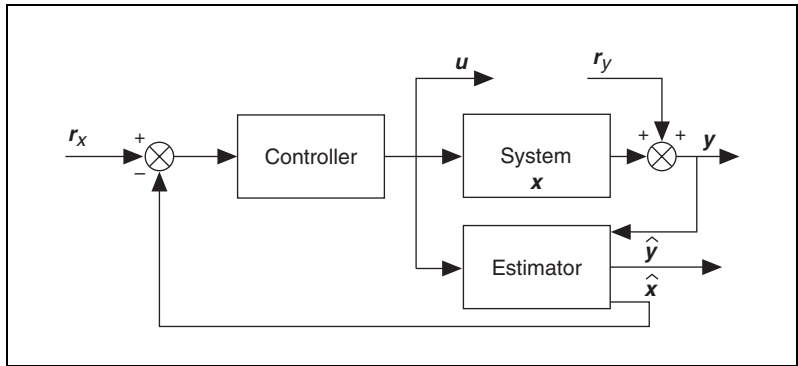 u
r_y
r_x
+
−
Controller
System
x
+
+
y
Estimator
ŷ
x̂